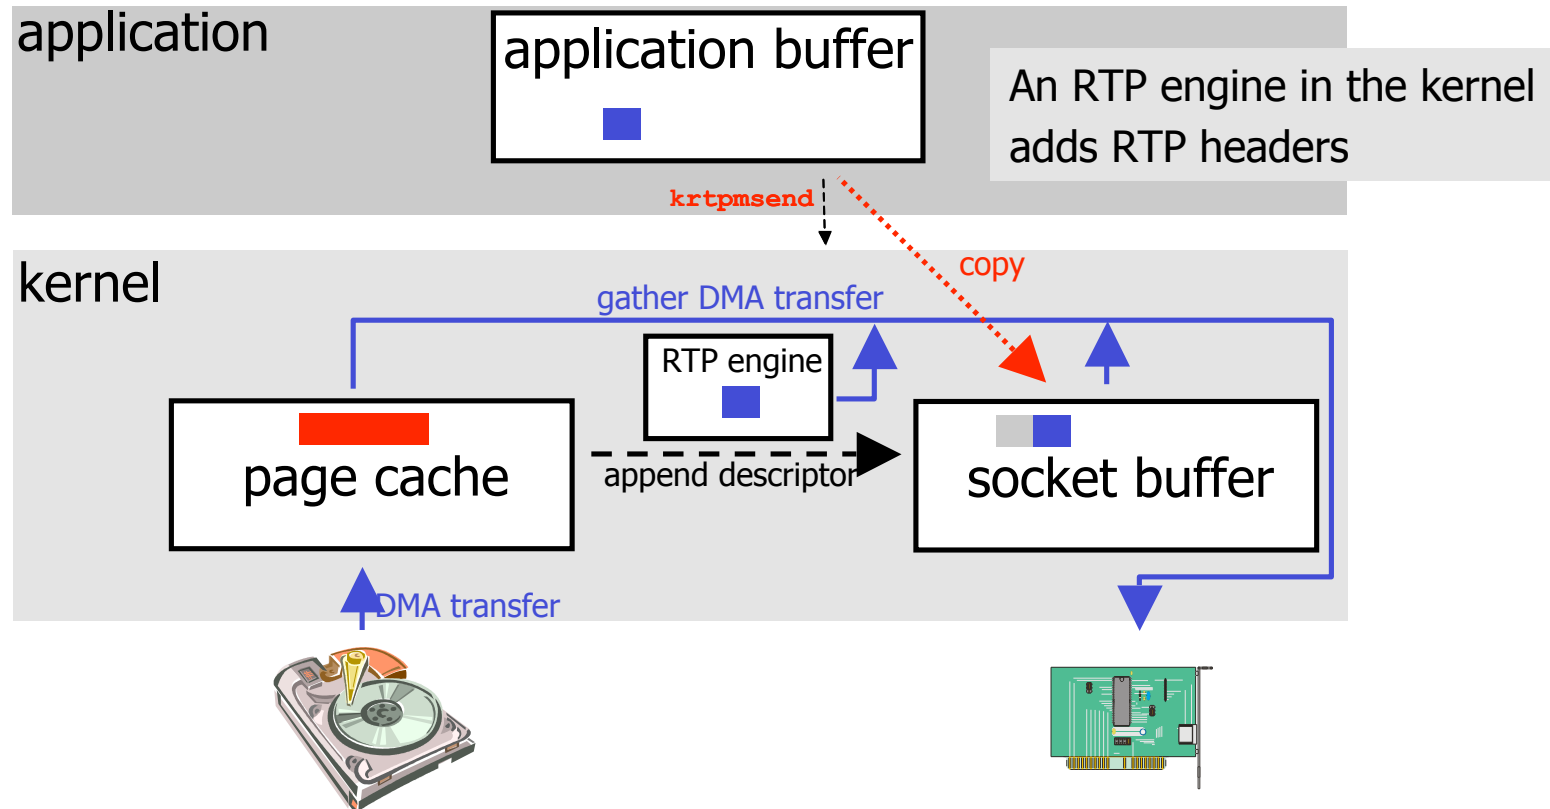 application
application buffer
An RTP engine in the kernel
adds RTP headers
krtpmsend
copy
kernel
gather DMA transfer
RTP engine
page cache
append descriptor
socket buffer
DMA transfer